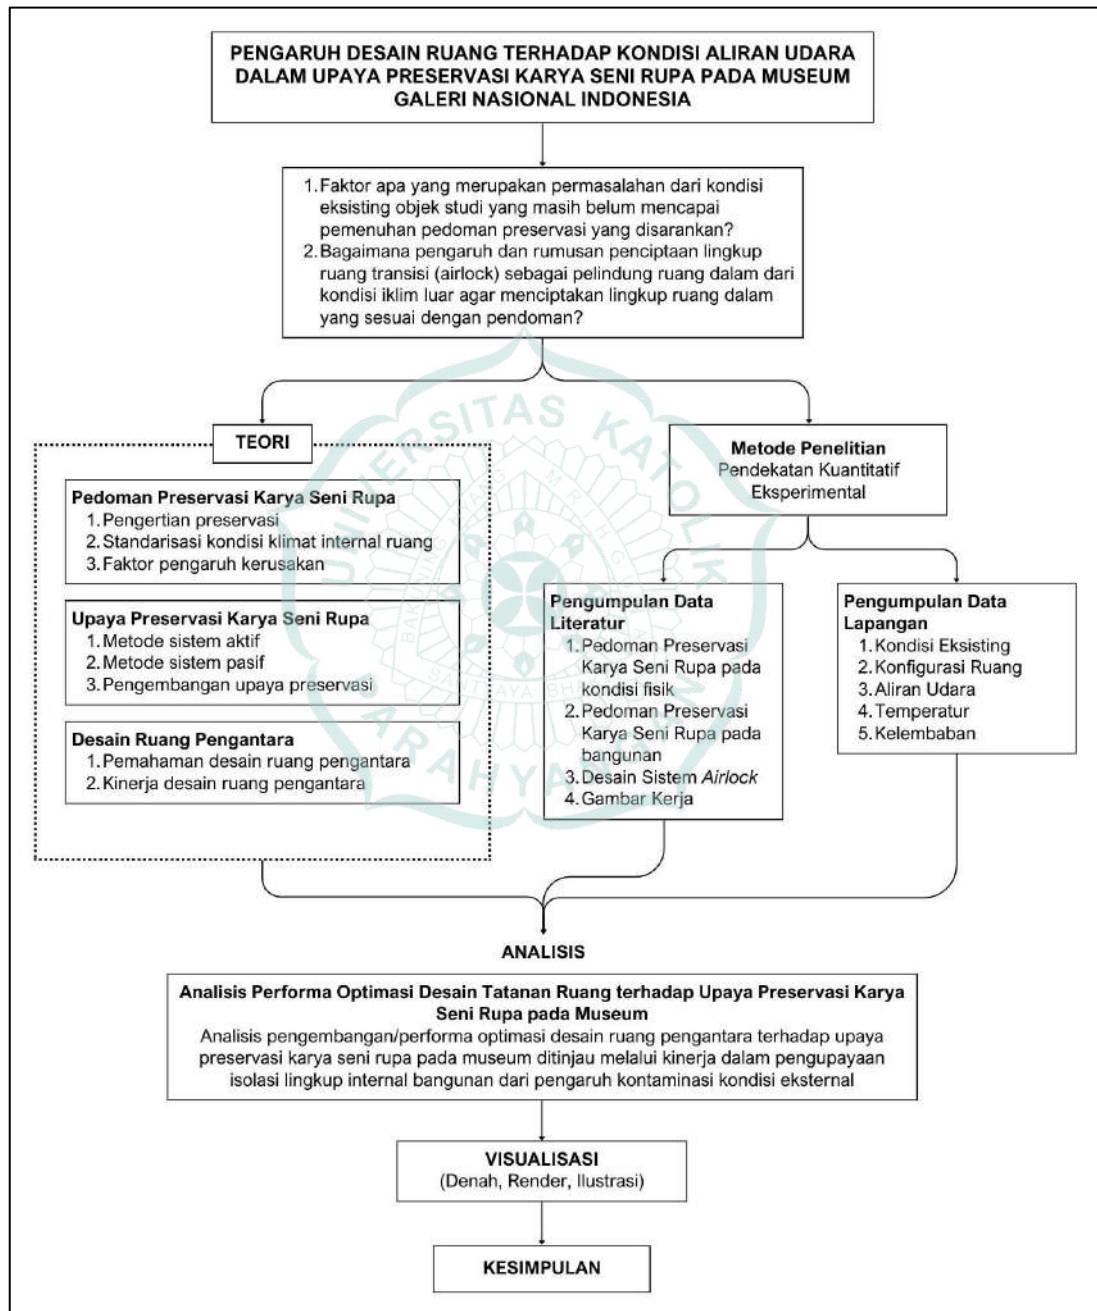 PENGARUH DESAIN RUANG TERHADAP KONDISI ALIRAN UDARA
DALAM UPAYA PRESERVASI KARYA SENI RUPA PADA MUSEUM
GALERI NASIONAL INDONESIA
1. Faktor apa yang merupakan permasalahan dari kondisi
eksisting objek studi yang masih belum mencapai
pemenuhan pedoman preservasi yang disarankan?
2. Bagaimana pengaruh dan rumusan penciptaan lingkup
ruang transisi (airlock) sebagai pelindung ruang dalam dari
kondisi iklim luar agar menciptakan lingkup ruang dalam
yang sesuai dengan pendoman?
TEORI
Pedoman Preservasi Karya Seni Rupa
1. Pengertian preservasi
2. Standarisasi kondisi klimat internal ruang
3. Faktor pengaruh kerusakan
Upaya Preservasi Karya Seni Rupa
1. Metode sistem aktif
2. Metode sistem pasif
3. Pengembangan upaya preservasi
Desain Ruang Pengantara
1. Pemahaman desain ruang pengantara
2. Kinerja desain ruang pengantara
Metode Penelitian
Pendekatan Kuantitatif
Eksperimental
Pengumpulan Data
Literatur
1. Pedoman Preservasi
Karya Seni Rupa pada
kondisi fisik
2. Pedoman Preservasi
Karya Seni Rupa pada
bangunan
3. Desain Sistem Airlock
4. Gambar Kerja
Pengumpulan Data
Lapangan
1. Kondisi Eksisting
2. Konfigurasi Ruang
3. Aliran Udara
4. Temperatur
5. Kelembaban
UNIVERSITAS KATOLIK
PARAHYANGAN
ANALISIS
Analisis Performa Optimasi Desain Tatanan Ruang terhadap Upaya Preservasi Karya
Seni Rupa pada Museum
Analisis pengembangan/performa optimasi desain ruang pengantara terhadap upaya
preservasi karya seni rupa pada museum ditinjau melalui kinerja dalam pengupayaan
isolasi lingkup internal bangunan dari pengaruh kontaminasi kondisi eksternal
VISUALISASI
(Denah, Render, Ilustrasi)
KESIMPULAN